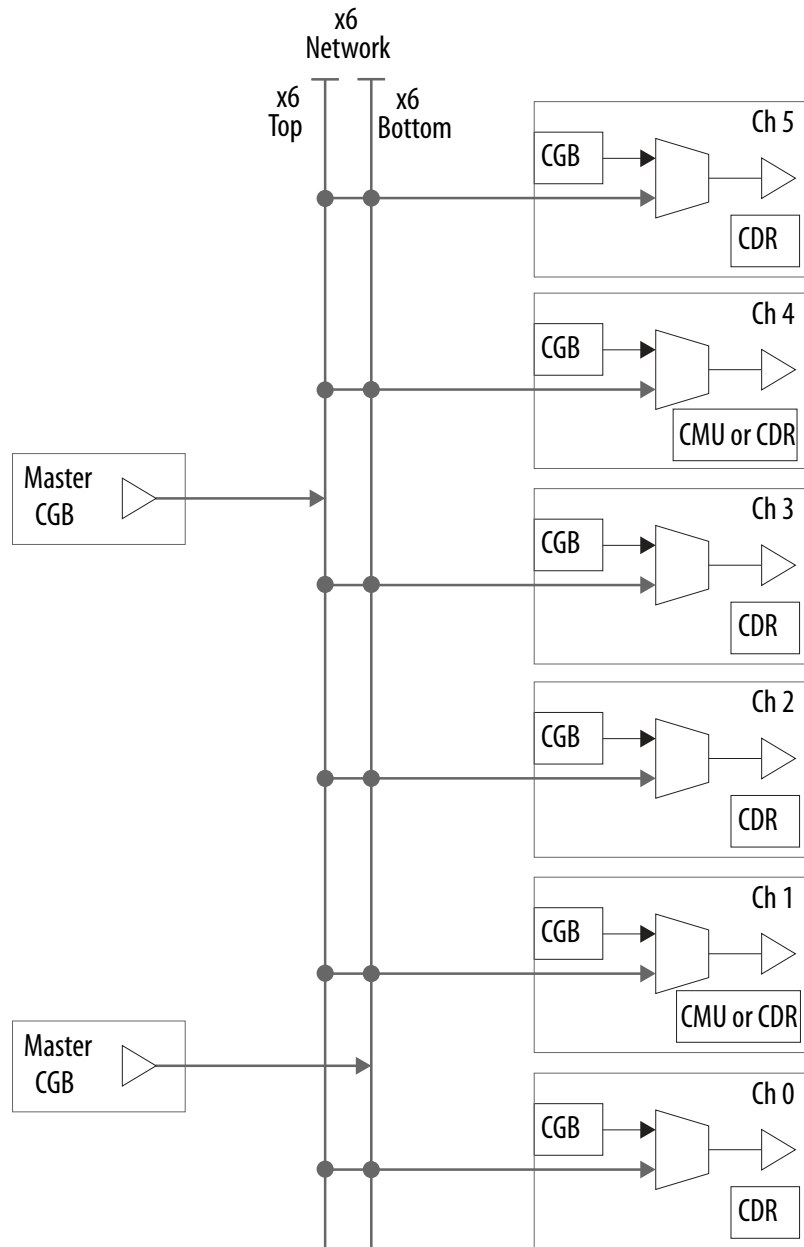 x6
Network
x6
Top
x6
Bottom
Ch 5
CGB
CDR
Ch 4
CGB
CMU or CDR
Master
CGB
Ch 3
CGB
CDR
Ch 2
CGB
CDR
Ch 1
CGB
CMU or CDR
Master
CGB
Ch 0
CGB
CDR